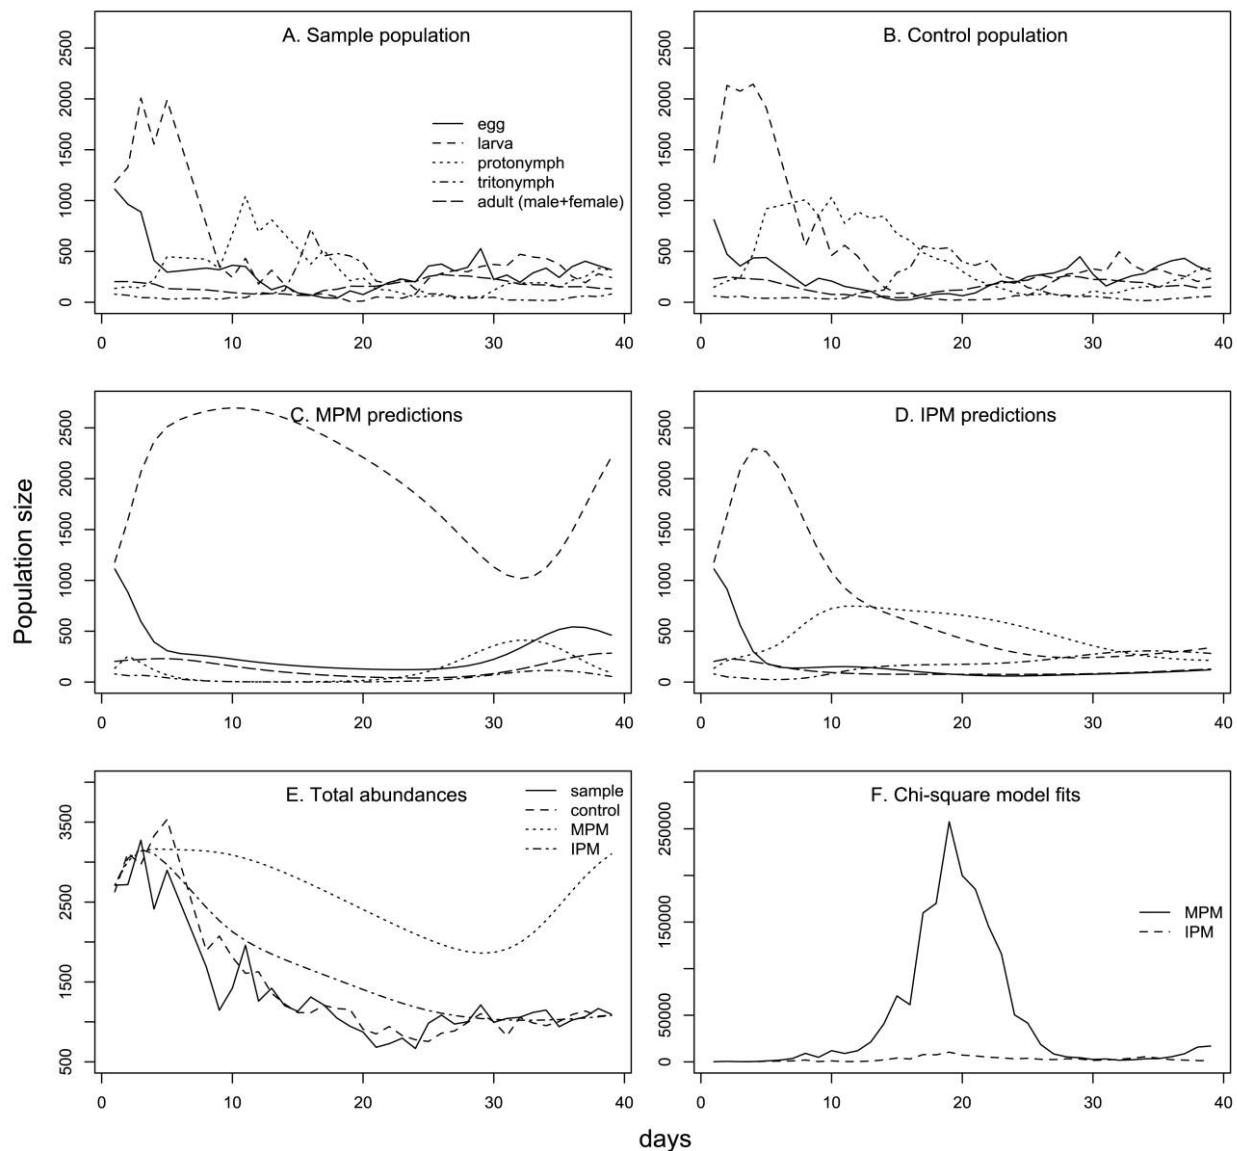 A. Sample population
2500
2000
1500
1000
500
0
egg
larva
protonymph
tritonymph
adult (male+female)
0 10 20 30 40
B. Control population
2500
2000
1500
1000
500
0
0 10 20 30 40
C. MPM predictions
2500
2000
1500
1000
500
0
0 10 20 30 40
D. IPM predictions
2500
2000
1500
1000
500
0
0 10 20 30 40
Population size
E. Total abundances
3500
2500
1500
500
sample
control
MPM
IPM
0 10 20 30 40
F. Chi-square model fits
250000
150000
50000
0
MPM
IPM
0 10 20 30 40
days